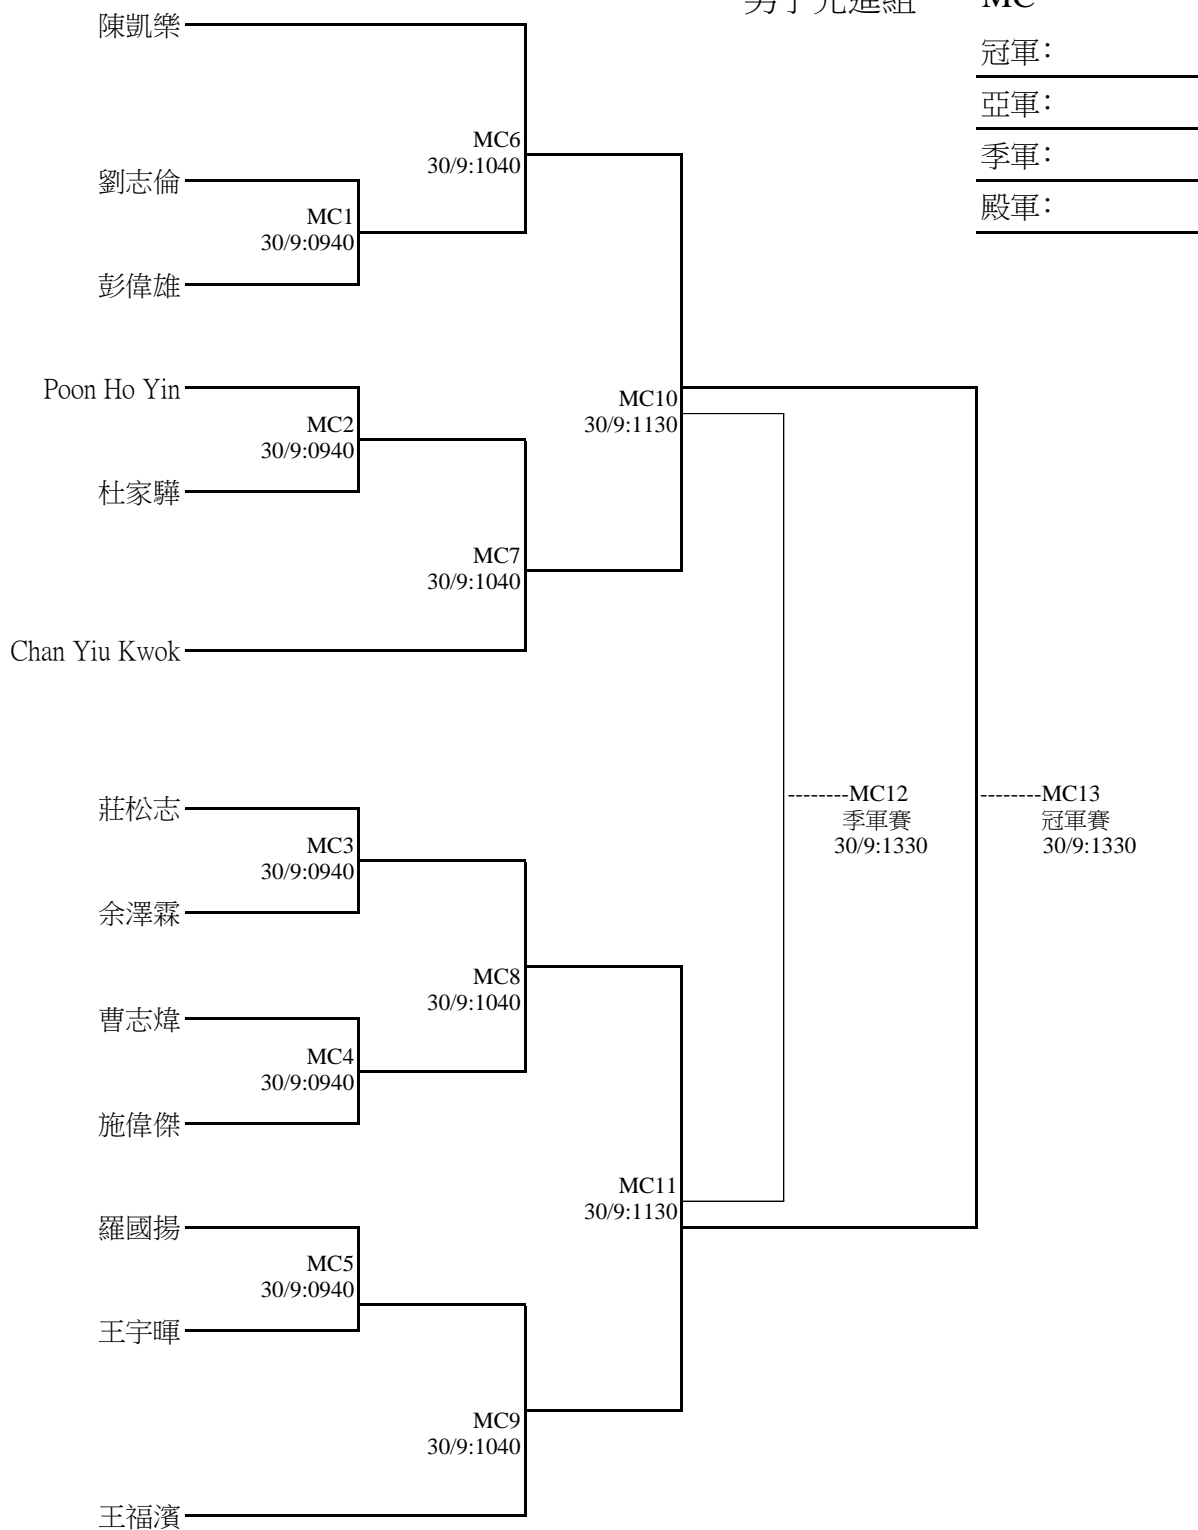 男子先進組 MC
冠軍：
亞軍：
季軍：
殿軍：
陳凱樂
MC6
30/9:1040
劉志倫
MC1
30/9:0940
彭偉雄
Poon Ho Yin
MC2
30/9:0940
杜家驊
MC10
30/9:1130
MC7
30/9:1040
Chan Yiu Kwok
莊松志
MC3
30/9:0940
余澤霖
--------MC12
季軍賽
30/9:1330
--------MC13
冠軍賽
30/9:1330
MC8
30/9:1040
曹志煒
MC4
30/9:0940
施偉傑
MC11
30/9:1130
羅國揚
MC5
30/9:0940
王宇暉
MC9
30/9:1040
王福濱